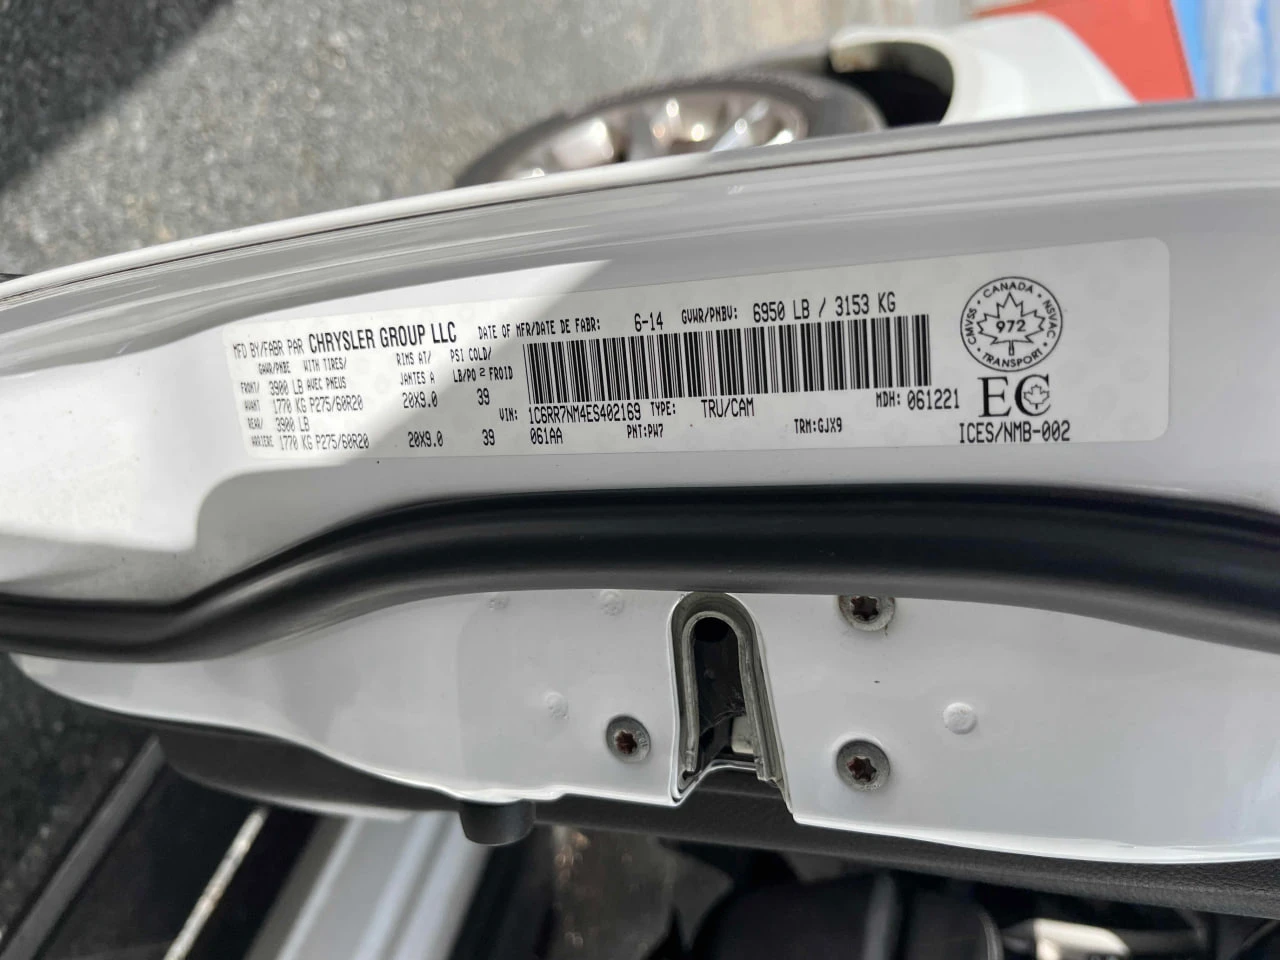 MFD BY/FABR PAR CHRYSLER GROUP LLC DATE OF MFR/DATE DE FABR: 6-14 GVWR/PNBV: 6950 LB / 3153 KG
GAWR/PNBE WITH TIRES/ RIMS AT/ PSI COLD/
FRONT/ 3900 LB AVEC PNEUS JANTES A LB/PO2 FROID
AVANT 1770 KG P275/60R20 20X9.0 39
REAR/ 3900 LB VIN: 1C6RR7NM4ES402169 TYPE: TRU/CAM MDH: 061221
ARRIERE 1770 KG P275/60R20 20X9.0 39 061AA PNT:PW7 TRM:GJX9
CANADA
CMVSS NSVAC
972
TRANSPORT
EC
ICES/NMB-002